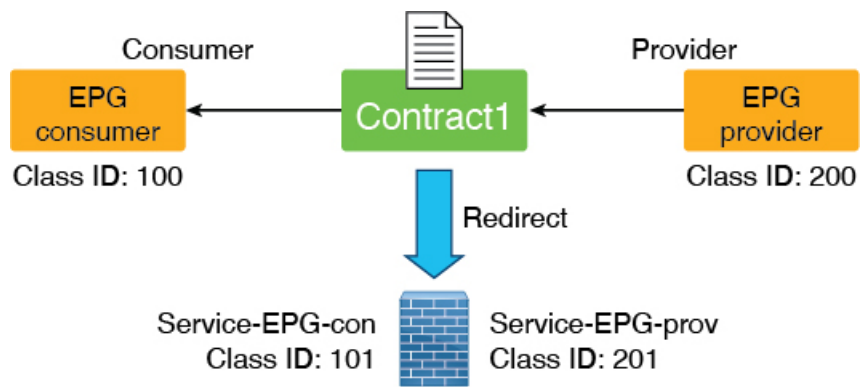 Consumer
Provider
EPG
consumer
Contract1
EPG
provider
Class ID: 100
Class ID: 200
Redirect
Service-EPG-con
Class ID: 101
Service-EPG-prov
Class ID: 201